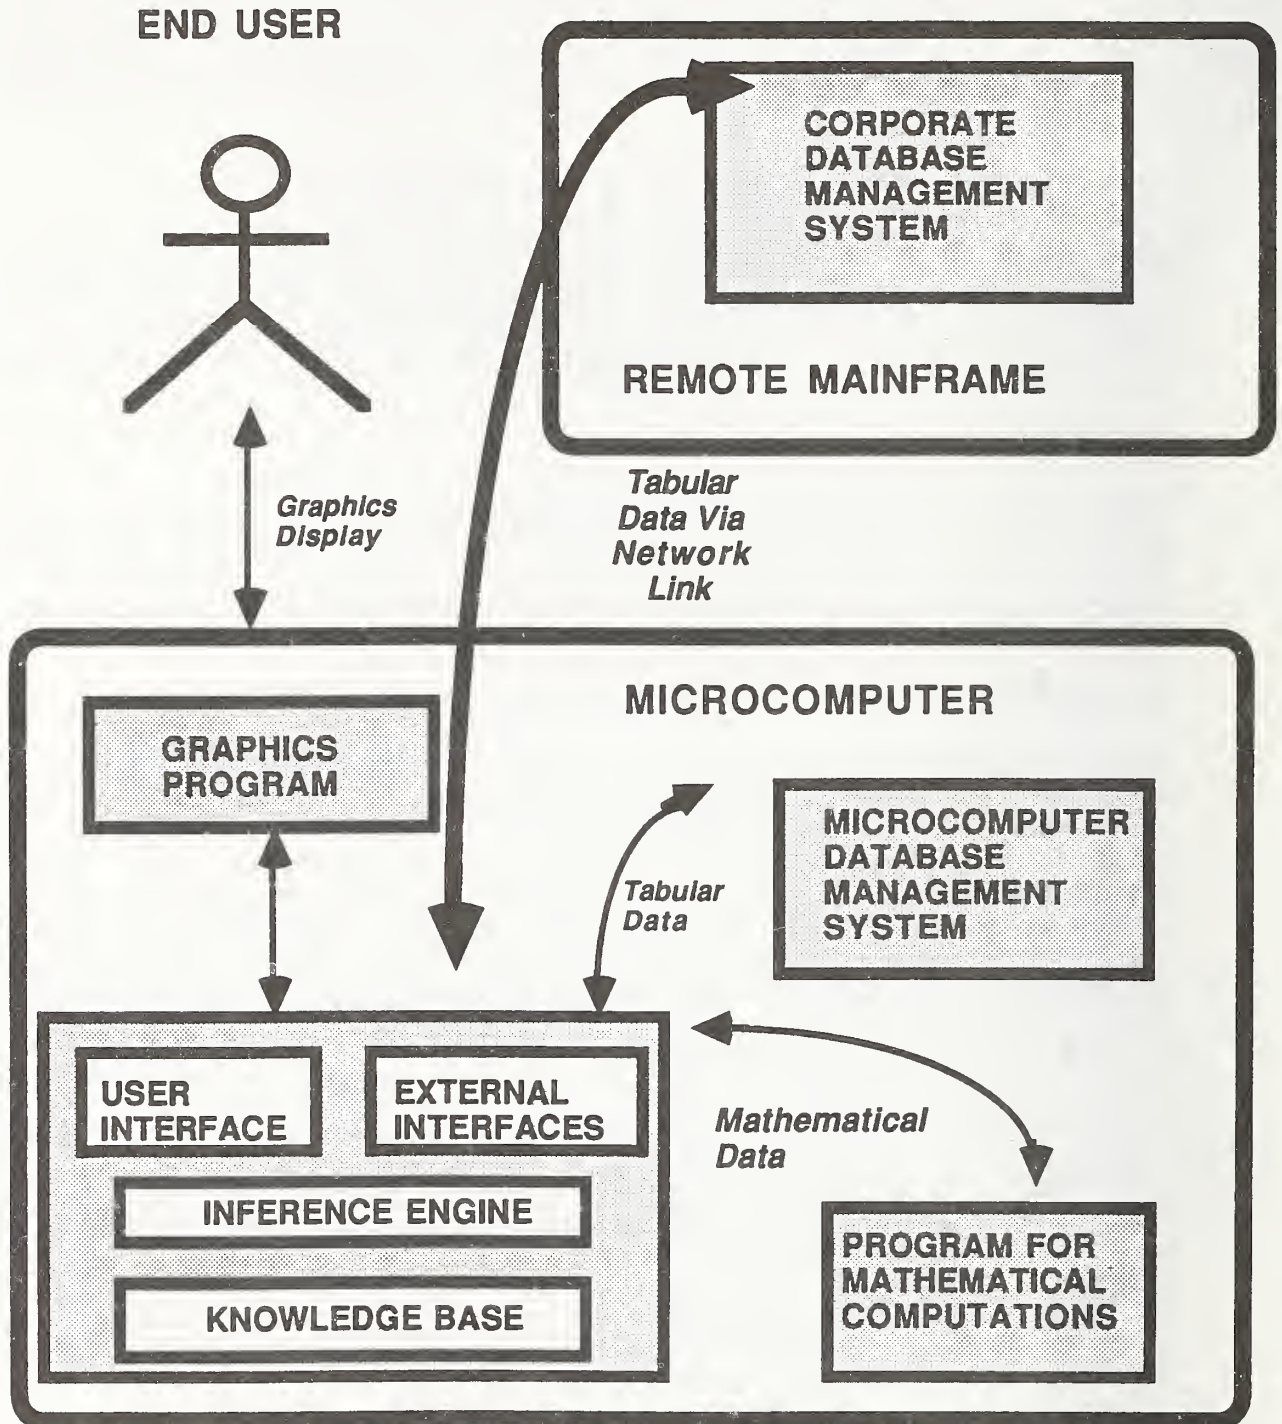 END USER
CORPORATE
DATABASE
MANAGEMENT
SYSTEM
REMOTE MAINFRAME
Graphics
Display
Tabular
Data Via
Network
Link
MICROCOMPUTER
GRAPHICS
PROGRAM
MICROCOMPUTER
DATABASE
MANAGEMENT
SYSTEM
Tabular
Data
USER
INTERFACE
EXTERNAL
INTERFACES
Mathematical
Data
INFERENCE ENGINE
KNOWLEDGE BASE
PROGRAM FOR
MATHEMATICAL
COMPUTATIONS